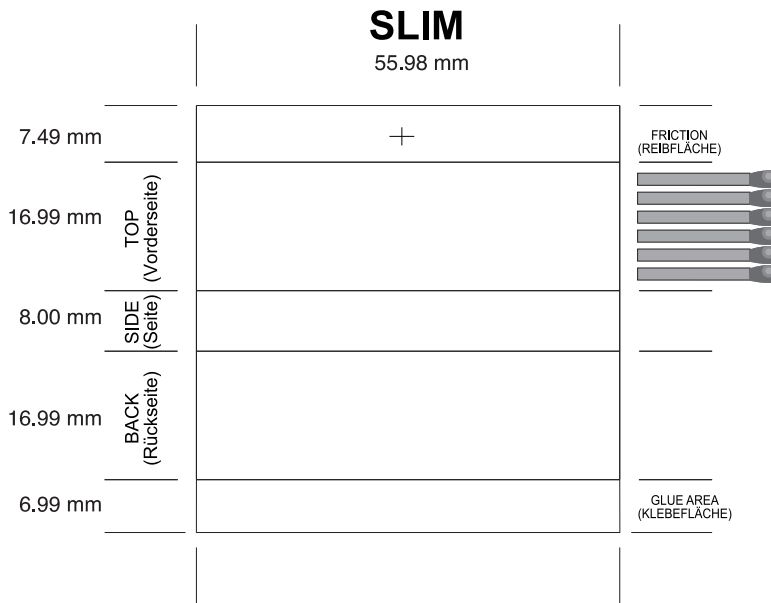 SLIM
55.98 mm
7.49 mm
FRICTION
(REIBFLÄCHE)
16.99 mm
TOP
(Vorderseite)
8.00 mm
SIDE
(Seite)
16.99 mm
BACK
(Rückseite)
6.99 mm
GLUE AREA
(KLEBEFLÄCHE)